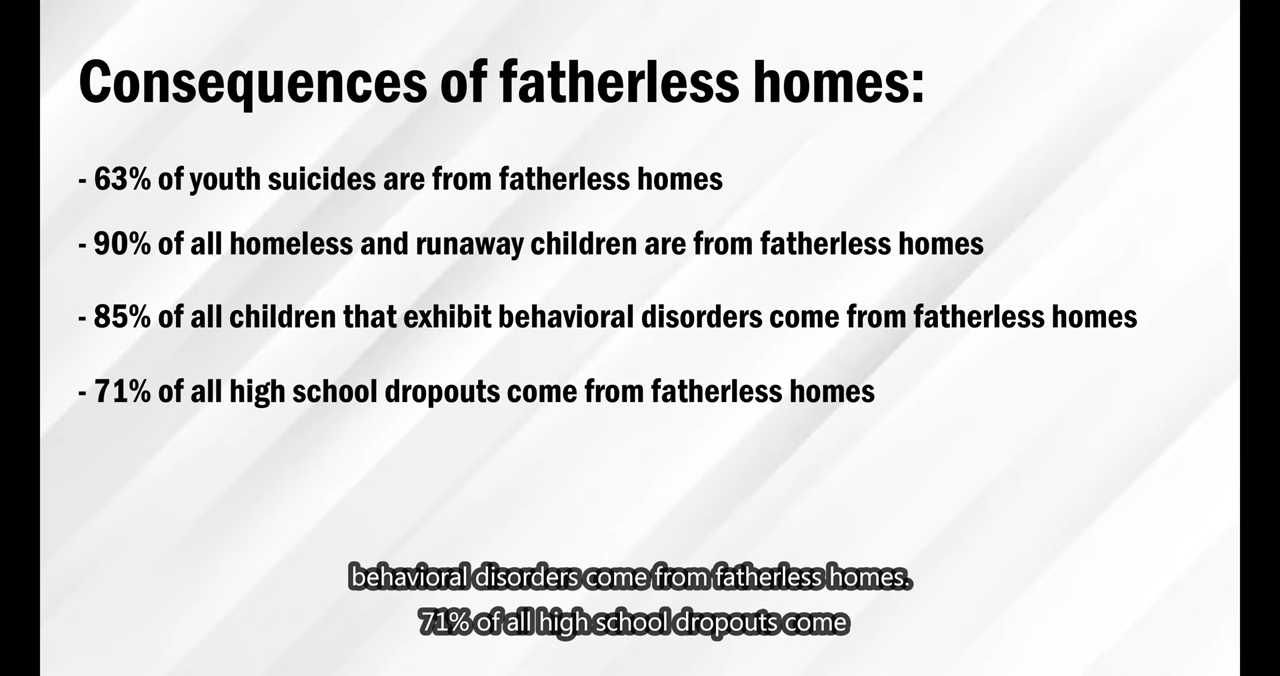 Consequences of fatherless homes:
- 63% of youth suicides are from fatherless homes
- 90% of all homeless and runaway children are from fatherless homes
- 85% of all children that exhibit behavioral disorders come from fatherless homes
- 71% of all high school dropouts come from fatherless homes
behavioral disorders come from fatherless homes.
71% of all high school dropouts come